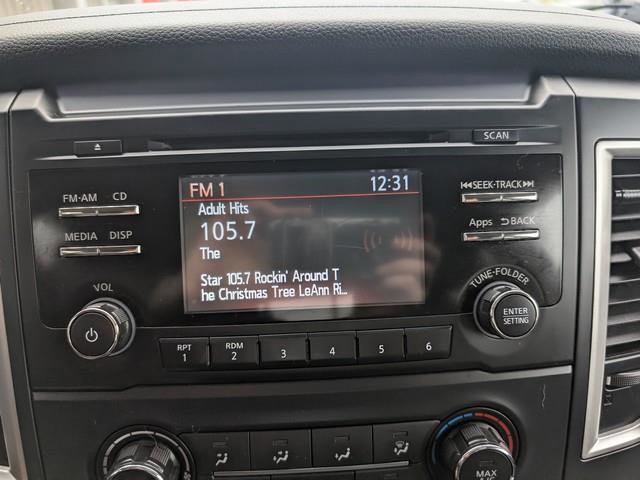 SCAN
FM 1 12:31
Adult Hits
105.7
The
Star 105.7 Rockin' Around T
he Christmas Tree LeAnn Ri...
FM·AM CD
MEDIA DISP
VOL
SEEK·TRACK
Apps BACK
TUNE·FOLDER
ENTER
SETTING
RPT
1
RDM
2
3
4
5
6
MAX
A/C